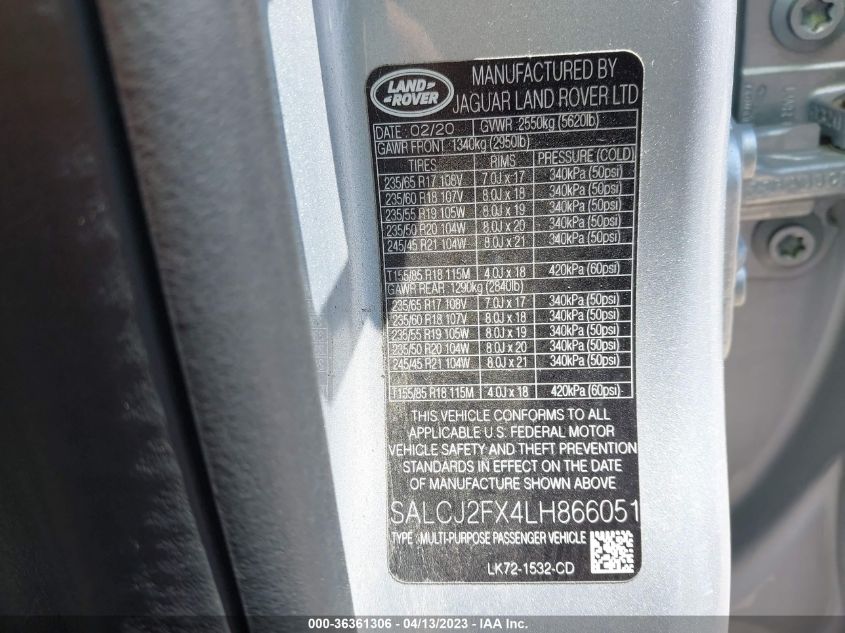 LAND
ROVER
MANUFACTURED BY
JAGUAR LAND ROVER LTD
DATE : 02/20 GVWR :2550kg (5620lb)
GAWR FRONT : 1340kg (2950lb)
TIRES RIMS PRESSURE (COLD)
235/65 R17 108V 7.0J x 17 340kPa (50psi)
235/60 R18 107V 8.0J x 18 340kPa (50psi)
235/55 R19 105W 8.0J x 19 340kPa (50psi)
235/50 R20 104W 8.0J x 20 340kPa (50psi)
245/45 R21 104W 8.0J x 21 340kPa (50psi)
T155/85 R18 115M 4.0J x 18 420kPa (60psi)
GAWR REAR : 1290kg (2840lb)
235/65 R17 108V 7.0J x 17 340kPa (50psi)
235/60 R18 107V 8.0J x 18 340kPa (50psi)
235/55 R19 105W 8.0J x 19 340kPa (50psi)
235/50 R20 104W 8.0J x 20 340kPa (50psi)
245/45 R21 104W 8.0J x 21 340kPa (50psi)
T155/85 R18 115M 4.0J x 18 420kPa (60psi)
THIS VEHICLE CONFORMS TO ALL
APPLICABLE U.S. FEDERAL MOTOR
VEHICLE SAFETY AND THEFT PREVENTION
STANDARDS IN EFFECT ON THE DATE
OF MANUFACTURE SHOWN ABOVE
SALCJ2FX4LH866051
TYPE : MULTI-PURPOSE PASSENGER VEHICLE
LK72-1532-CD
000-36361306 - 04/13/2023 - IAA Inc.